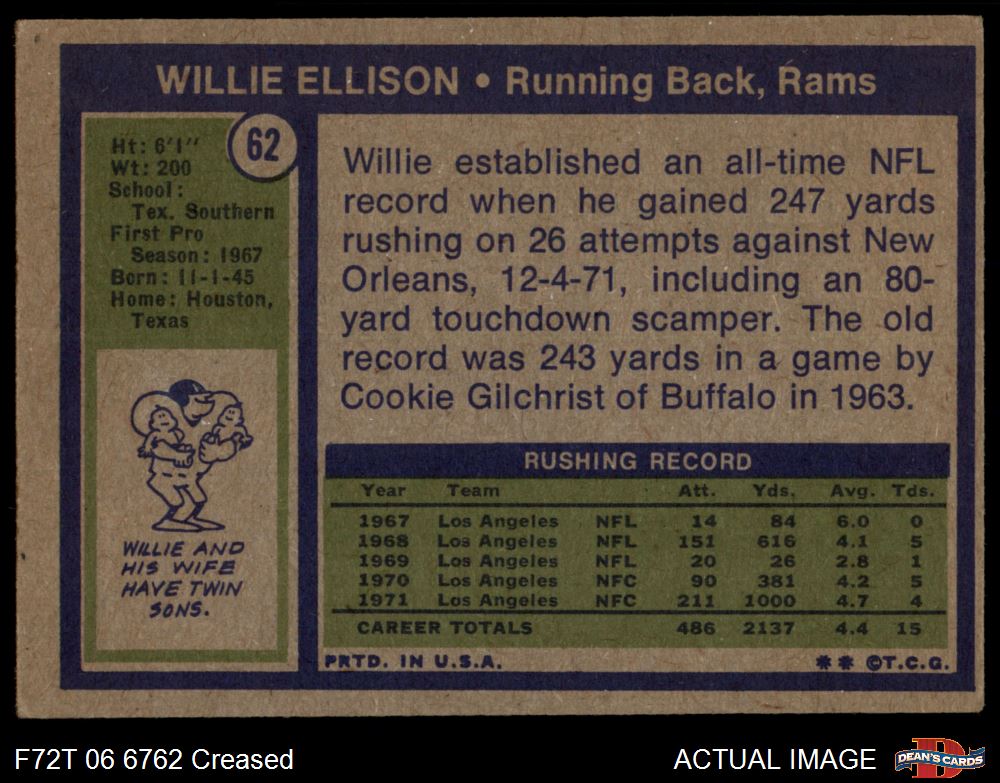 WILLIE ELLISON • Running Back, Rams
62
Ht: 6'1''
Wt: 200
School:
Tex. Southern
First Pro
Season: 1967
Born: 11-1-45
Home: Houston,
Texas
WILLIE AND
HIS WIFE
HAVE TWIN
SONS.
Willie established an all-time NFL
record when he gained 247 yards
rushing on 26 attempts against New
Orleans, 12-4-71, including an 80-
yard touchdown scamper. The old
record was 243 yards in a game by
Cookie Gilchrist of Buffalo in 1963.
RUSHING RECORD
Year Team Att. Yds. Avg. Tds.
1967 Los Angeles NFL 14 84 6.0 0
1968 Los Angeles NFL 151 616 4.1 5
1969 Los Angeles NFL 20 26 2.8 1
1970 Los Angeles NFC 90 381 4.2 5
1971 Los Angeles NFC 211 1000 4.7 4
CAREER TOTALS 486 2137 4.4 15
PRTD. IN U.S.A. ** ©T.C.G.
F72T 06 6762 Creased ACTUAL IMAGE
D
DEAN'S CARDS